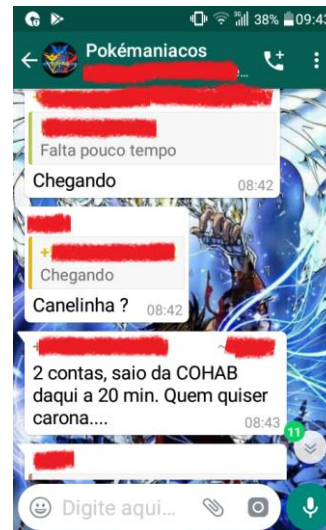 38% 09:43
Pokémaniacos
Falta pouco tempo
Chegando
08:42
Chegando
Canelinha ?
08:42
2 contas, saio da COHAB
daqui a 20 min. Quem quiser
carona....
08:43
11
Digite aqui...